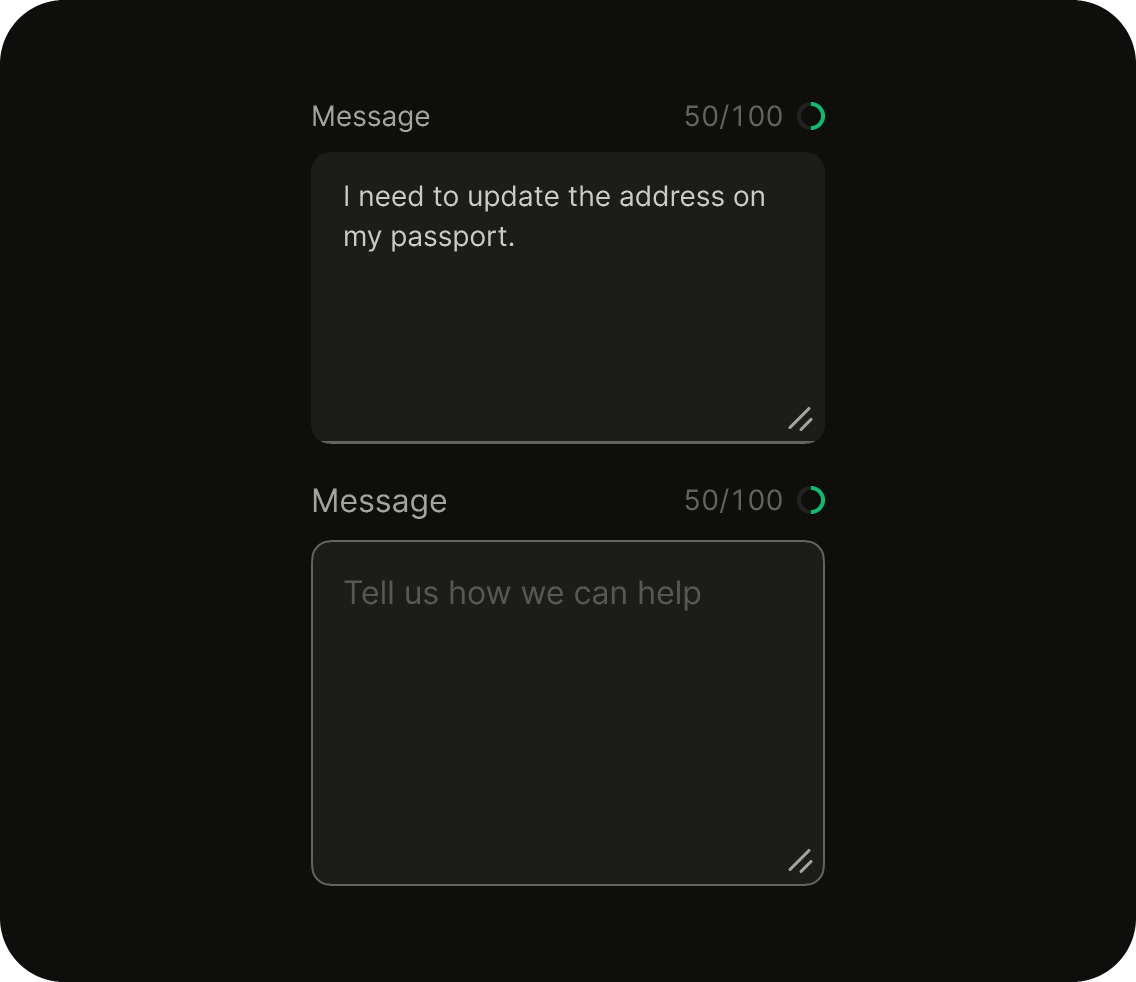 Message 50/100
I need to update the address on
my passport.
Message 50/100
Tell us how we can help